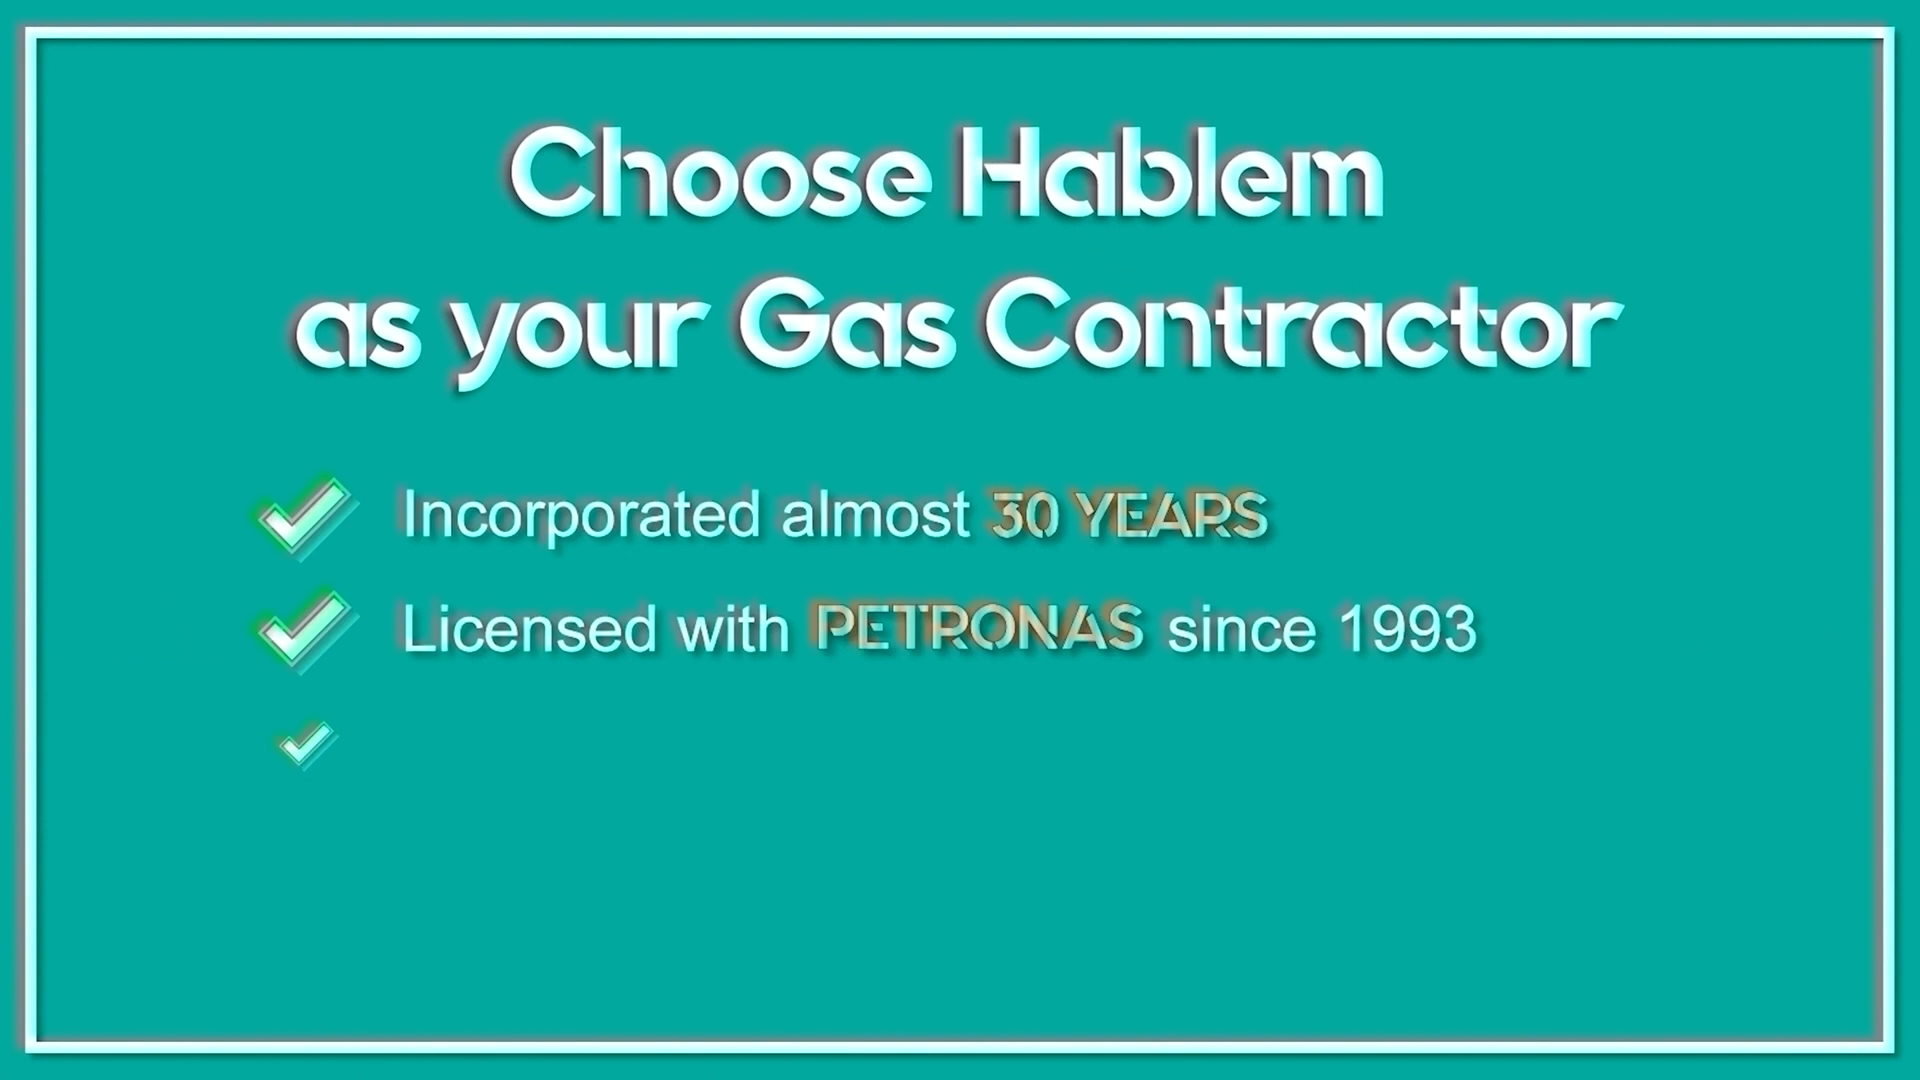 Choose Hablem
as your Gas Contractor
Incorporated almost 30 YEARS
Licensed with PETRONAS since 1993